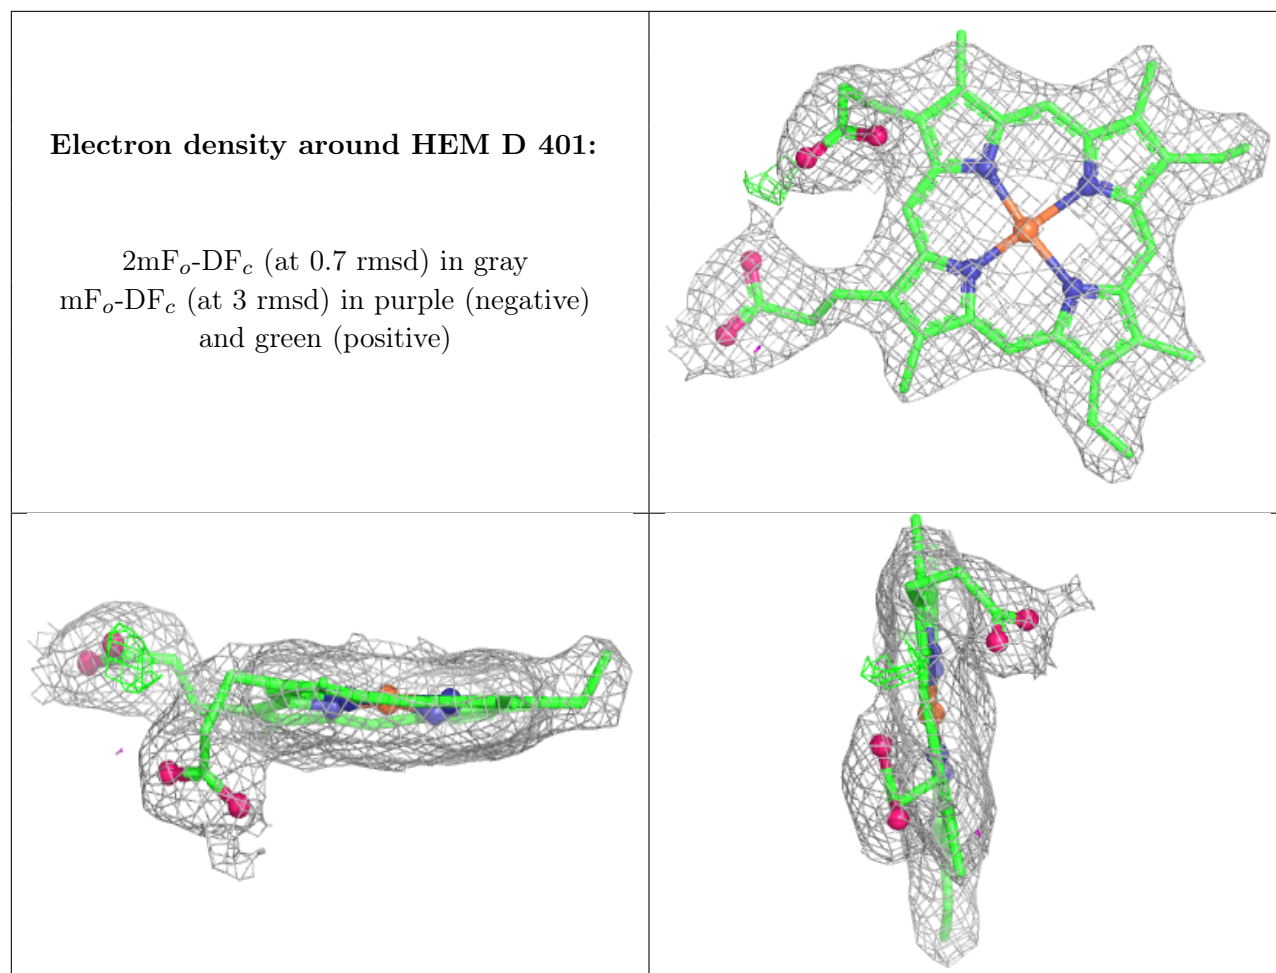 Electron density around HEM D 401:
2mFo-DFc (at 0.7 rmsd) in gray
mFo-DFc (at 3 rmsd) in purple (negative)
and green (positive)